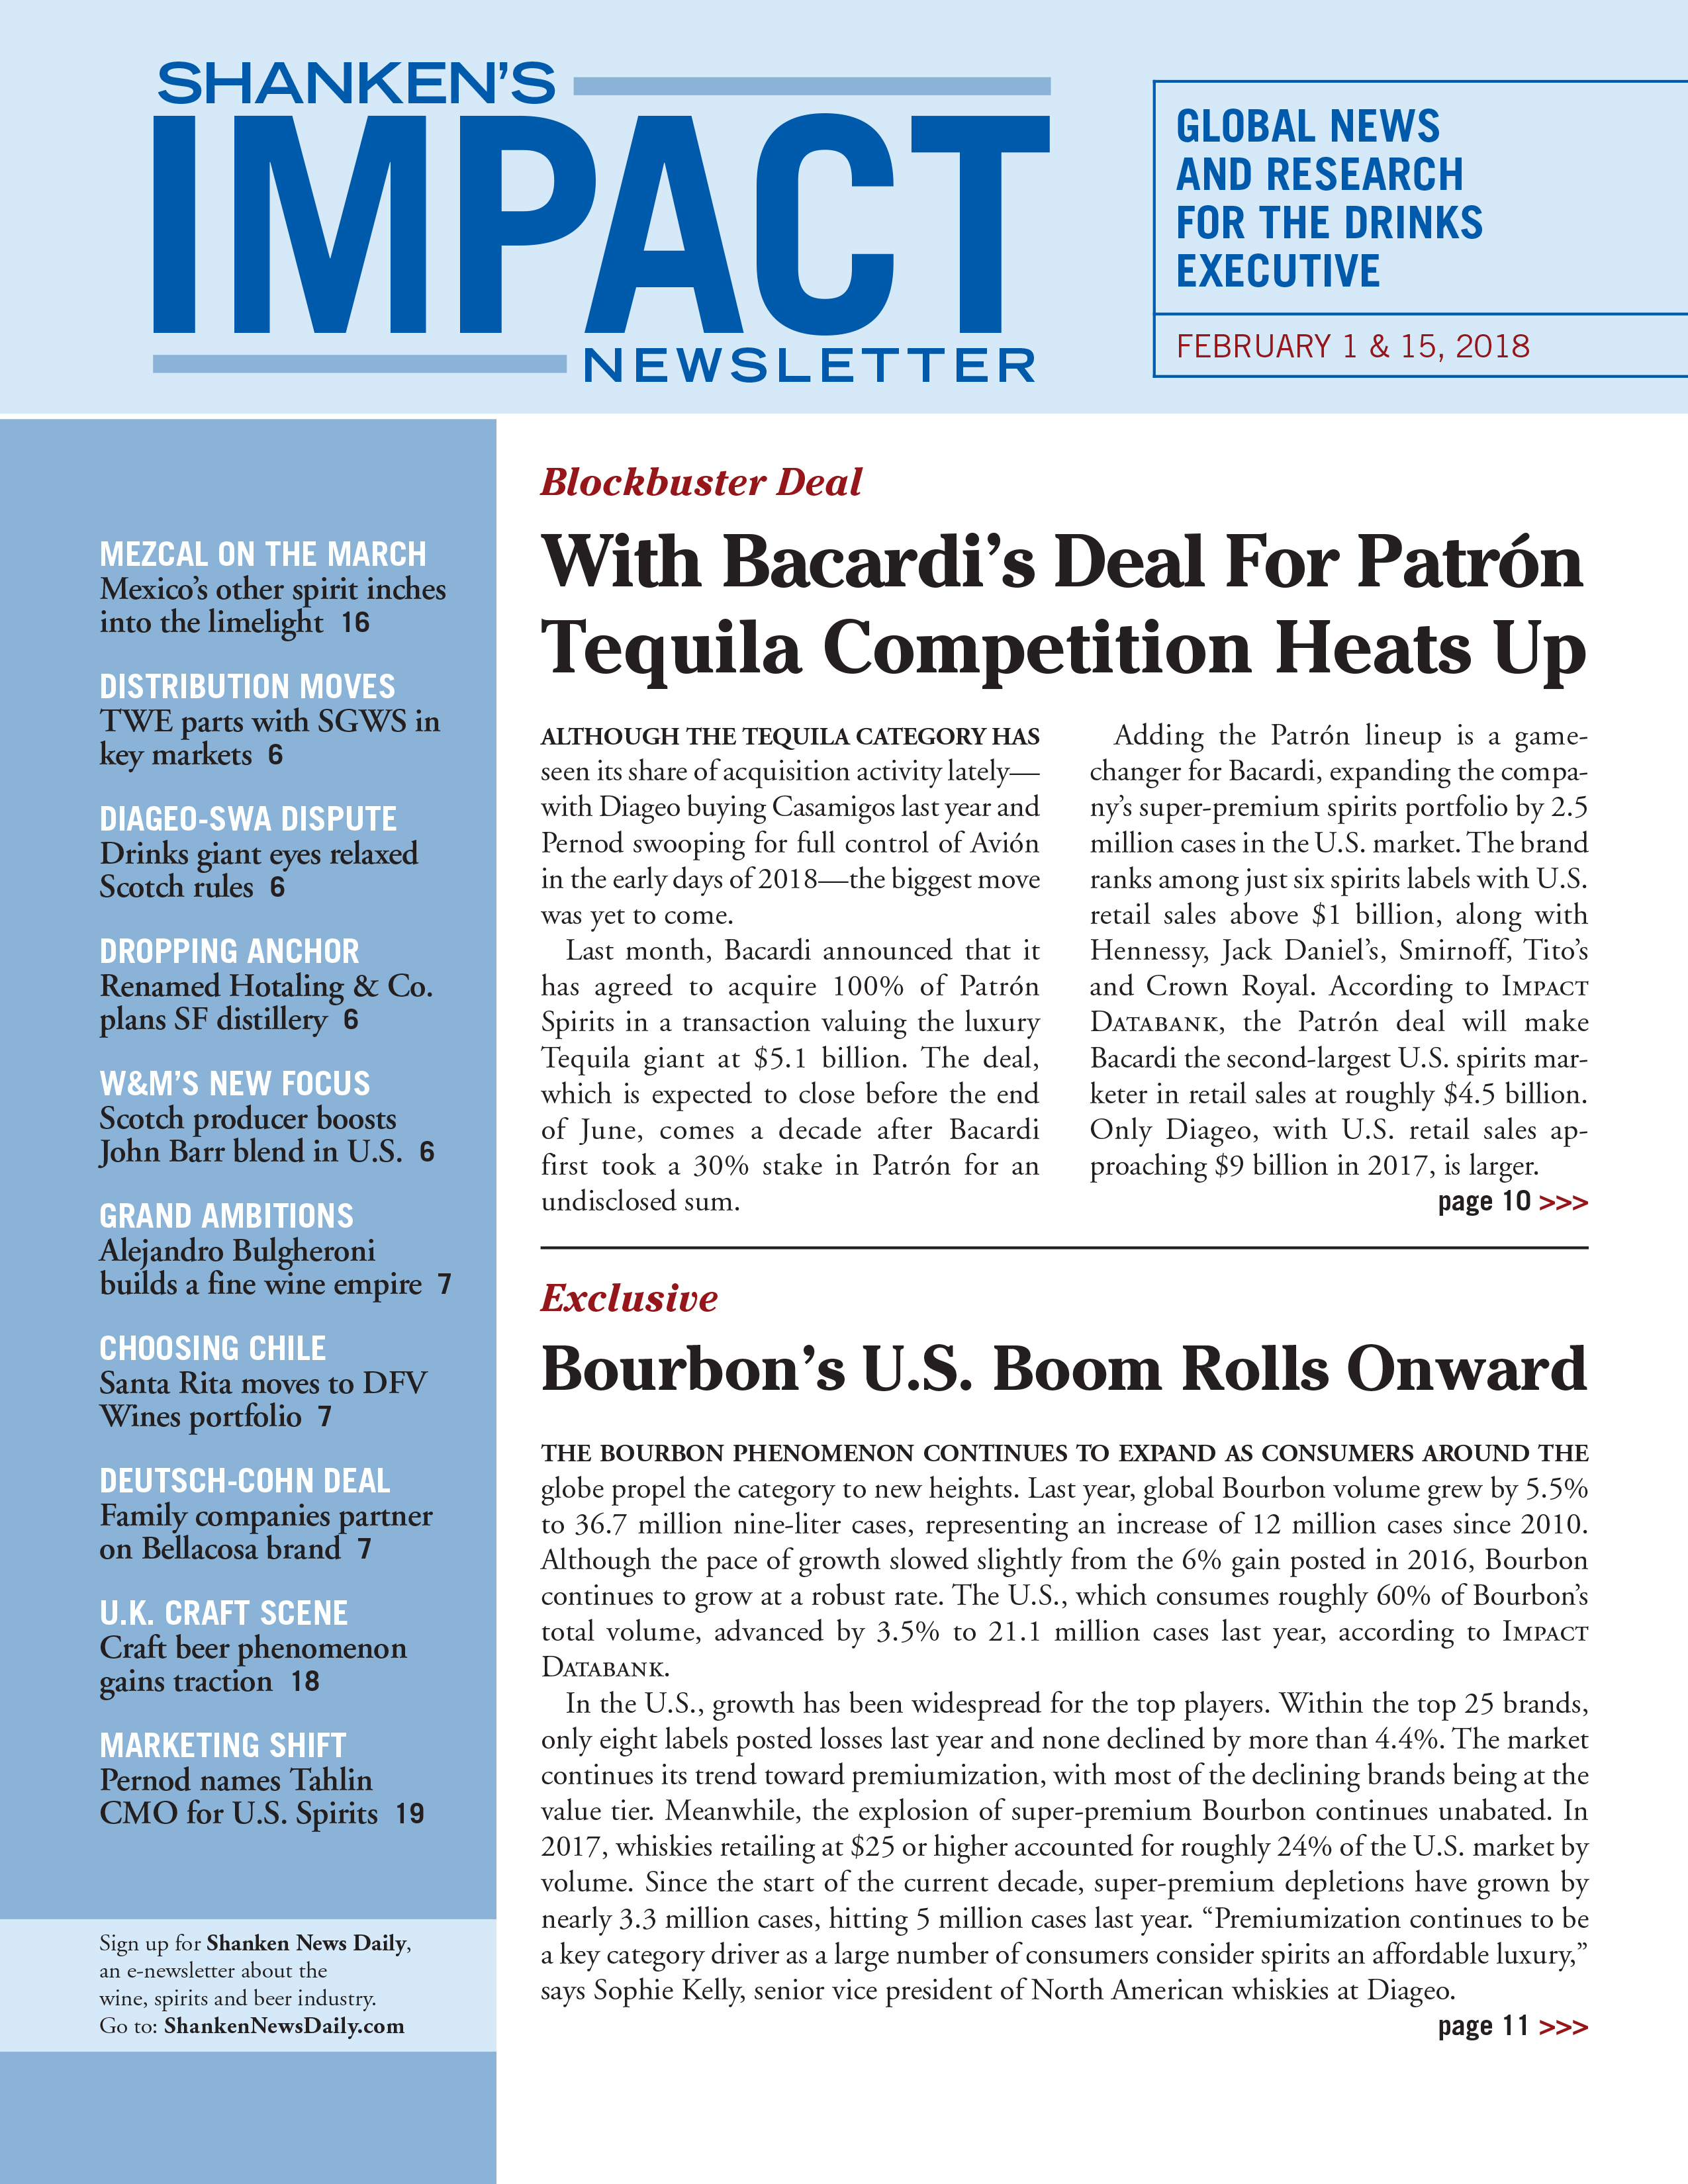 SHANKEN'S
IMPACT
NEWSLETTER
GLOBAL NEWS
AND RESEARCH
FOR THE DRINKS
EXECUTIVE
FEBRUARY 1 & 15, 2018
MEZCAL ON THE MARCH
Mexico's other spirit inches
into the limelight 16
DISTRIBUTION MOVES
TWE parts with SGWS in
key markets 6
DIAGEO-SWA DISPUTE
Drinks giant eyes relaxed
Scotch rules 6
DROPPING ANCHOR
Renamed Hotaling & Co.
plans SF distillery 6
W&M'S NEW FOCUS
Scotch producer boosts
John Barr blend in U.S. 6
GRAND AMBITIONS
Alejandro Bulgheroni
builds a fine wine empire 7
CHOOSING CHILE
Santa Rita moves to DFV
Wines portfolio 7
DEUTSCH-COHN DEAL
Family companies partner
on Bellacosa brand 7
U.K. CRAFT SCENE
Craft beer phenomenon
gains traction 18
MARKETING SHIFT
Pernod names Tahlin
CMO for U.S. Spirits 19
Sign up for Shanken News Daily,
an e-newsletter about the
wine, spirits and beer industry.
Go to: ShankenNewsDaily.com
Blockbuster Deal
With Bacardi's Deal For Patrón
Tequila Competition Heats Up
ALTHOUGH THE TEQUILA CATEGORY HAS
seen its share of acquisition activity lately—
with Diageo buying Casamigos last year and
Pernod swooping for full control of Avión
in the early days of 2018—the biggest move
was yet to come.
Last month, Bacardi announced that it
has agreed to acquire 100% of Patrón
Spirits in a transaction valuing the luxury
Tequila giant at $5.1 billion. The deal,
which is expected to close before the end
of June, comes a decade after Bacardi
first took a 30% stake in Patrón for an
undisclosed sum.
Adding the Patrón lineup is a game-
changer for Bacardi, expanding the compa-
ny's super-premium spirits portfolio by 2.5
million cases in the U.S. market. The brand
ranks among just six spirits labels with U.S.
retail sales above $1 billion, along with
Hennessy, Jack Daniel's, Smirnoff, Tito's
and Crown Royal. According to IMPACT
DATABANK, the Patrón deal will make
Bacardi the second-largest U.S. spirits mar-
keter in retail sales at roughly $4.5 billion.
Only Diageo, with U.S. retail sales ap-
proaching $9 billion in 2017, is larger.
page 10 >>>
Exclusive
Bourbon's U.S. Boom Rolls Onward
THE BOURBON PHENOMENON CONTINUES TO EXPAND AS CONSUMERS AROUND THE
globe propel the category to new heights. Last year, global Bourbon volume grew by 5.5%
to 36.7 million nine-liter cases, representing an increase of 12 million cases since 2010.
Although the pace of growth slowed slightly from the 6% gain posted in 2016, Bourbon
continues to grow at a robust rate. The U.S., which consumes roughly 60% of Bourbon's
total volume, advanced by 3.5% to 21.1 million cases last year, according to IMPACT
DATABANK.
In the U.S., growth has been widespread for the top players. Within the top 25 brands,
only eight labels posted losses last year and none declined by more than 4.4%. The market
continues its trend toward premiumization, with most of the declining brands being at the
value tier. Meanwhile, the explosion of super-premium Bourbon continues unabated. In
2017, whiskies retailing at $25 or higher accounted for roughly 24% of the U.S. market by
volume. Since the start of the current decade, super-premium depletions have grown by
nearly 3.3 million cases, hitting 5 million cases last year. “Premiumization continues to be
a key category driver as a large number of consumers consider spirits an affordable luxury,”
says Sophie Kelly, senior vice president of North American whiskies at Diageo.
page 11 >>>